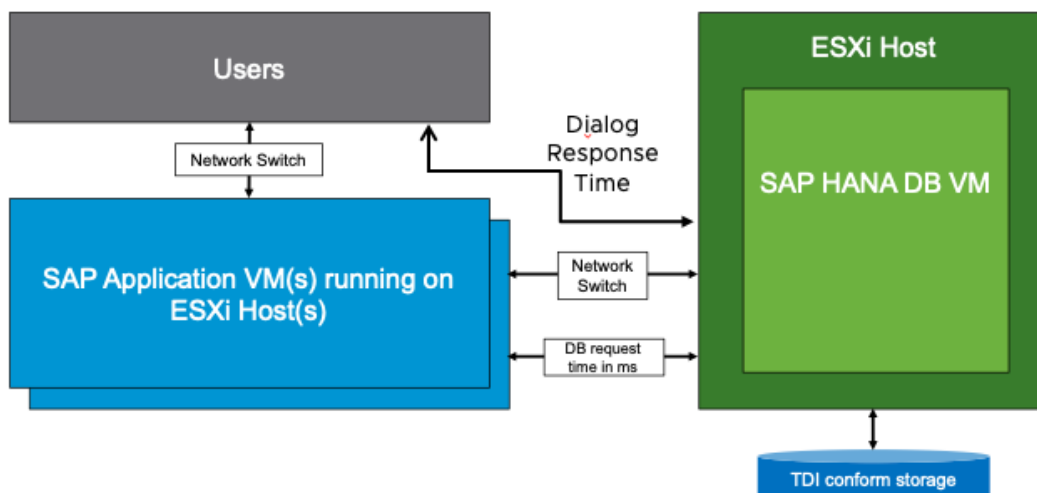 Users
ESXi Host
Network Switch
Dialog
Response
Time
SAP HANA DB VM
SAP Application VM(s) running on
ESXi Host(s)
Network
Switch
DB request
time in ms
TDI conform storage